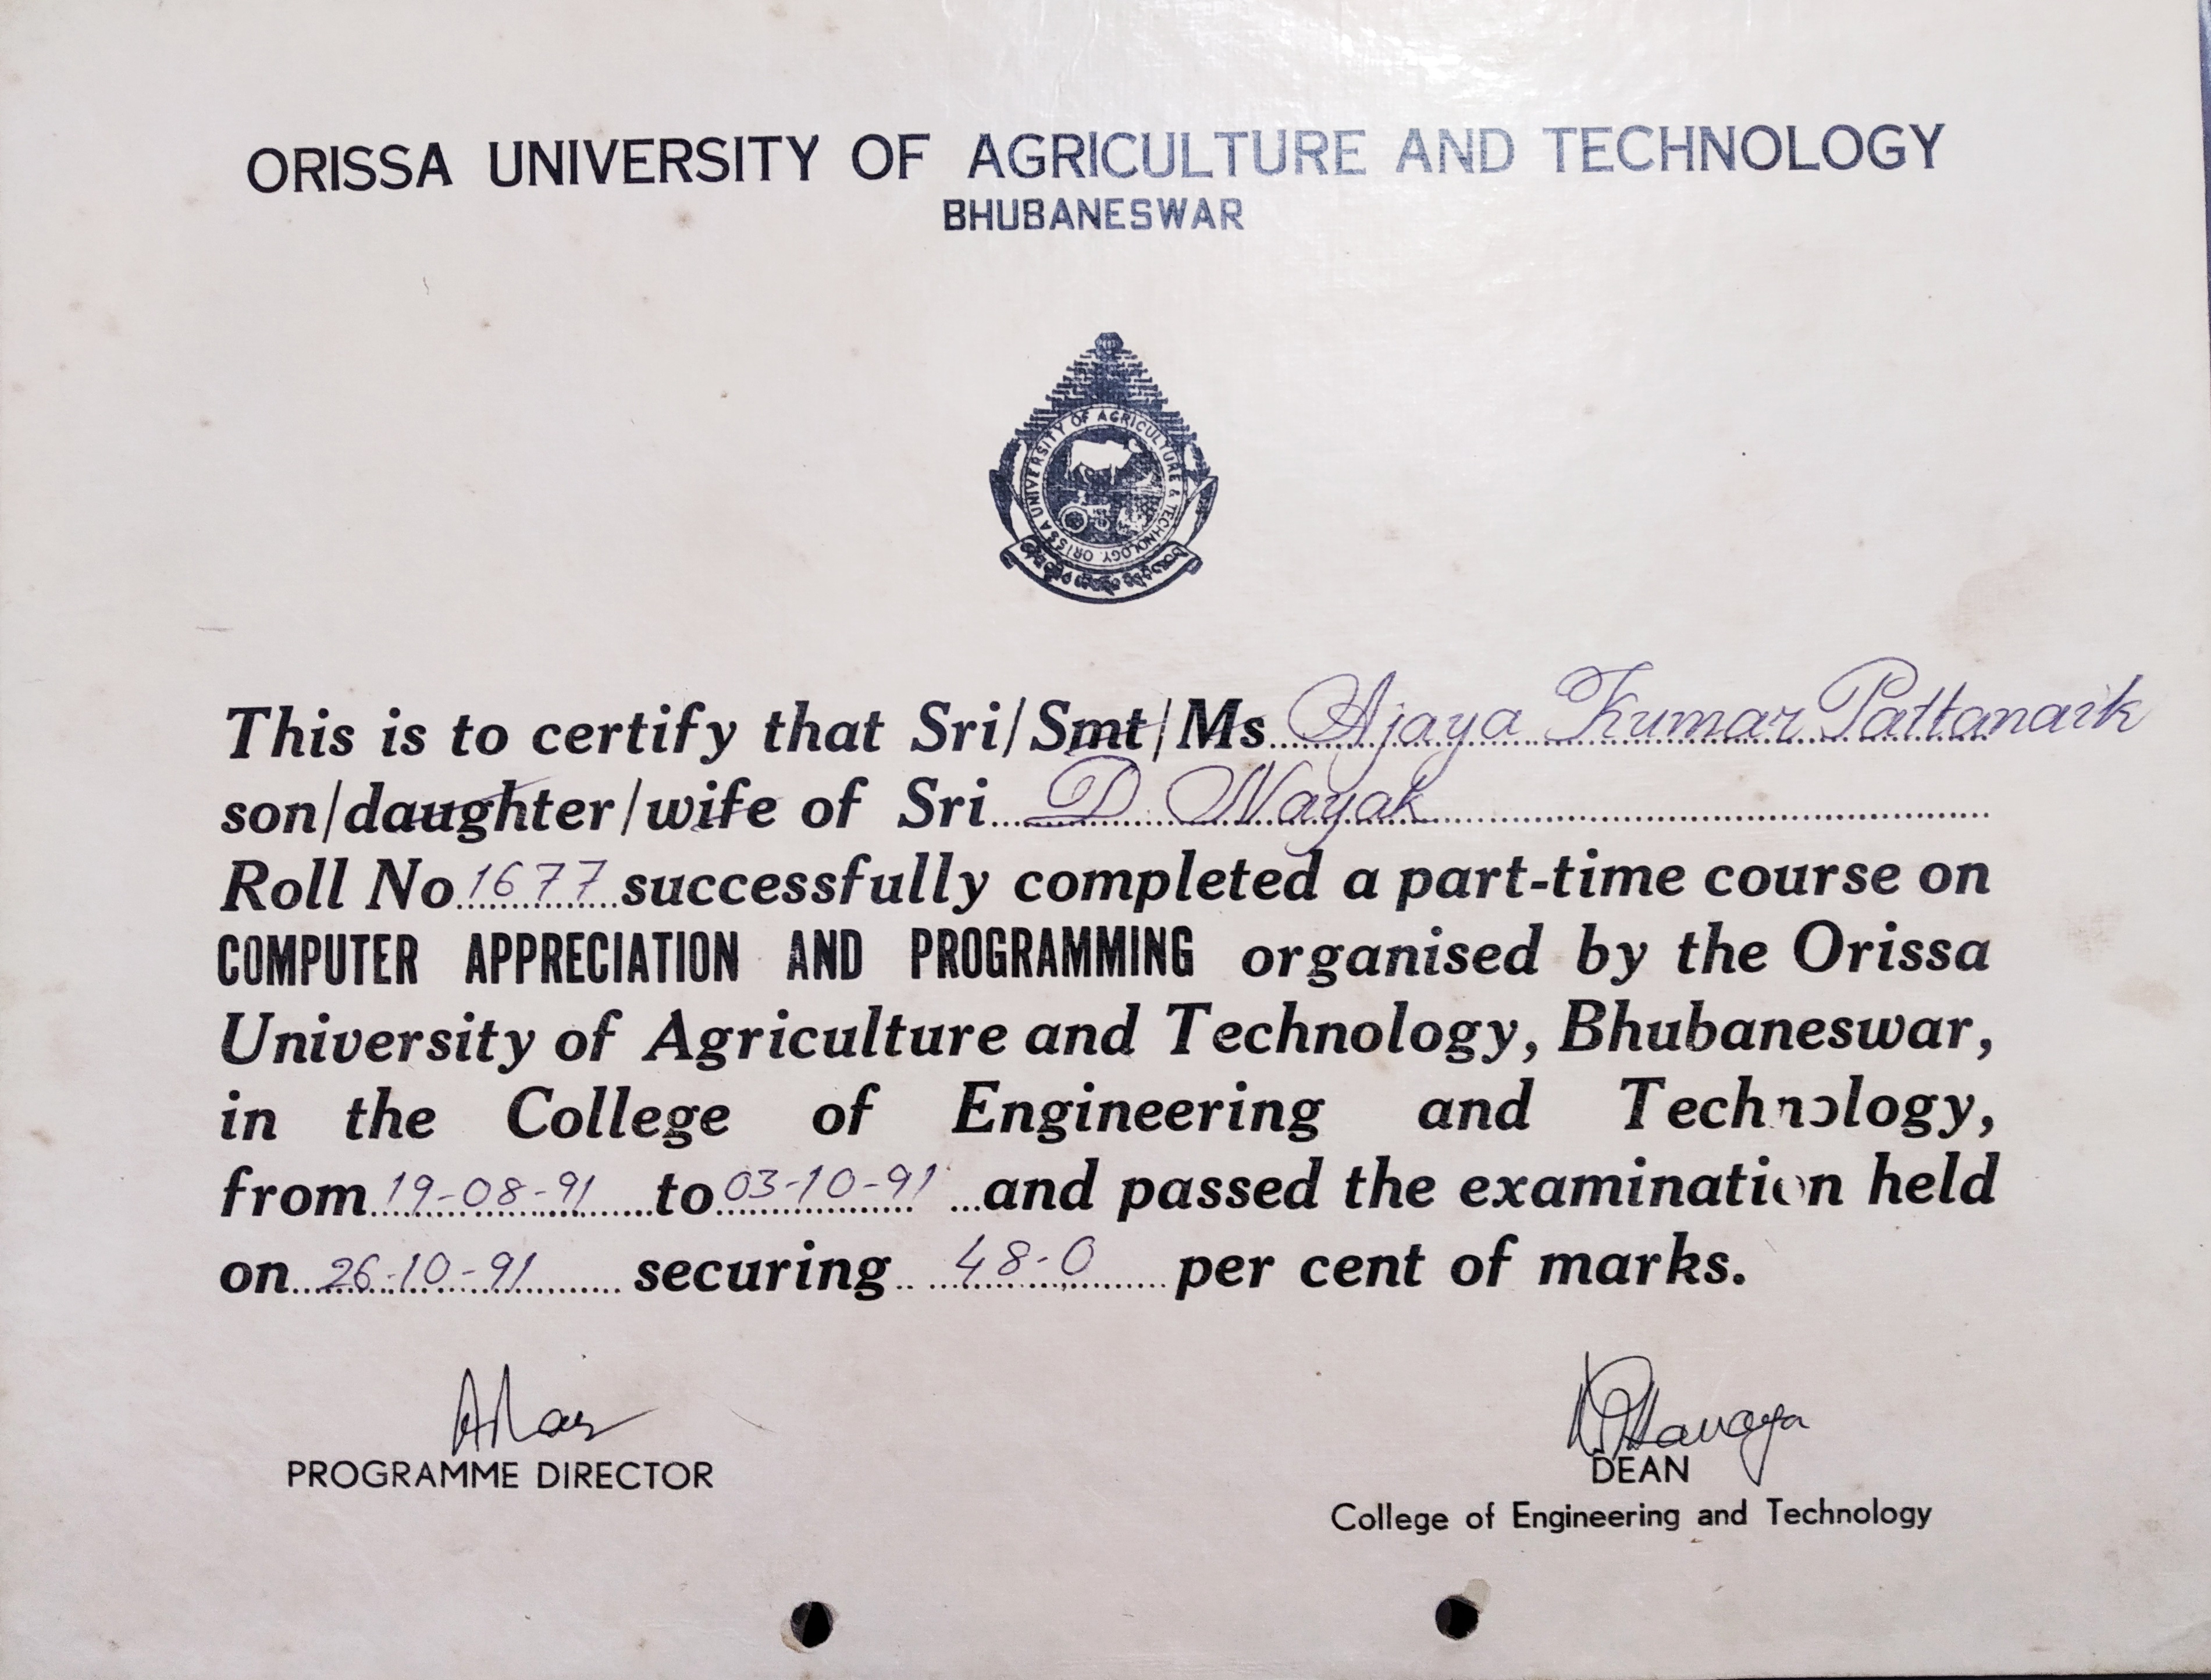 ORISSA UNIVERSITY OF AGRICULTURE AND TECHNOLOGY
BHUBANESWAR
ORISSA UNIVERSITY OF AGRICULTURE & TECHNOLOGY
This is to certify that Sri/Smt/Ms. Ajaya Kumar Pattanaik
son/daughter/wife of Sri D Nayak
Roll No 1677 successfully completed a part-time course on
COMPUTER APPRECIATION AND PROGRAMMING organised by the Orissa
University of Agriculture and Technology, Bhubaneswar,
in the College of Engineering and Technology,
from 19-08-91 to 03-10-91 and passed the examination held
on 26-10-91 securing 48-0 per cent of marks.
PROGRAMME DIRECTOR
DEAN
College of Engineering and Technology